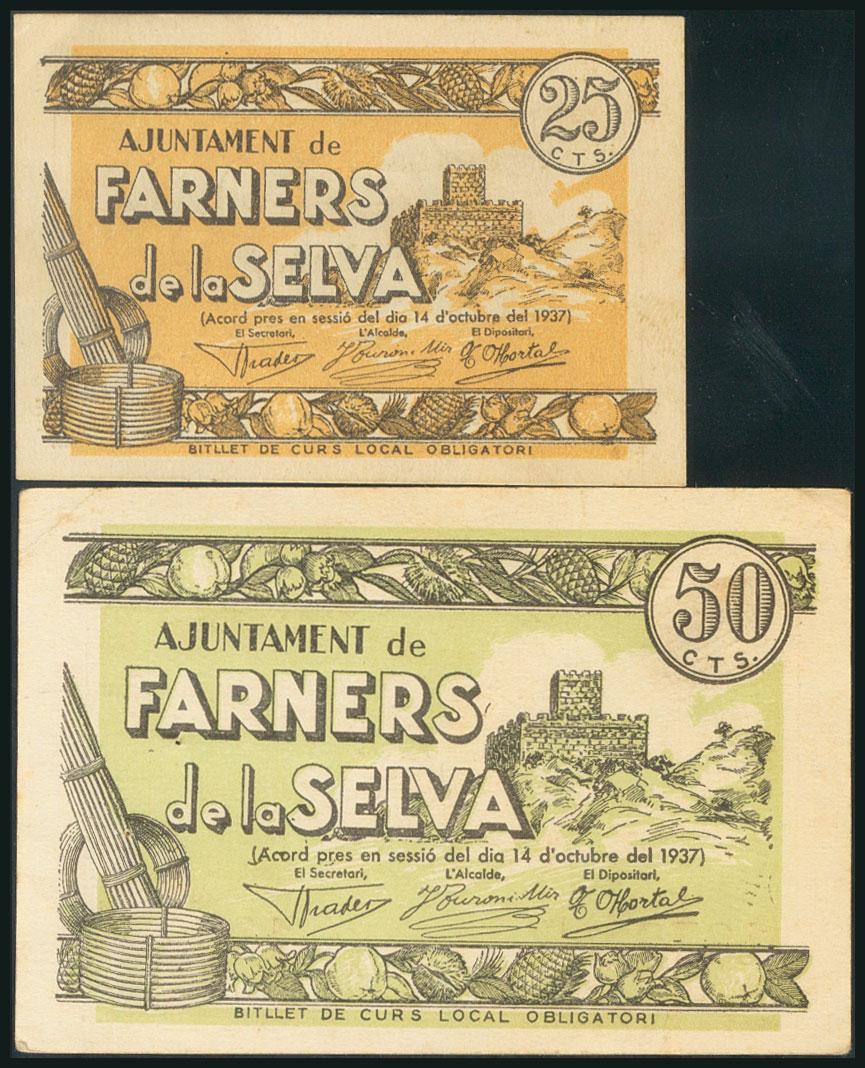 25
CTS.
AJUNTAMENT de
FARNERS
de la SELVA
(Acord pres en sessió del dia 14 d'octubre del 1937)
El Secretari, L'Alcalde, El Dipositari,
BITLLET DE CURS LOCAL OBLIGATORI
50
CTS.
AJUNTAMENT de
FARNERS
de la SELVA
(Acord pres en sessió del dia 14 d'octubre del 1937)
El Secretari, L'Alcalde, El Dipositari,
BITLLET DE CURS LOCAL OBLIGATORI